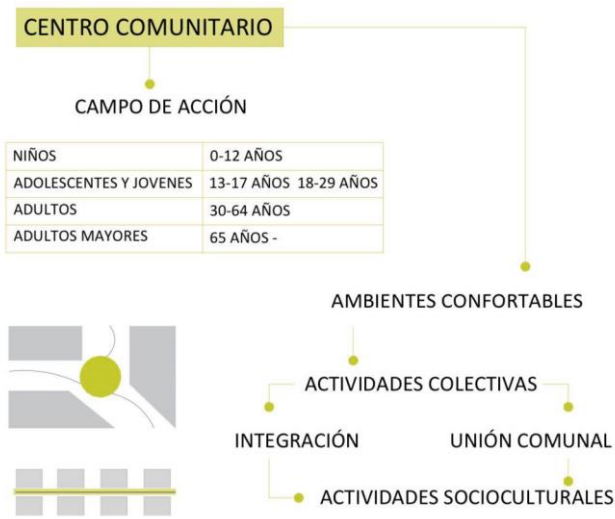 CENTRO COMUNITARIO
CAMPO DE ACCIÓN
NIÑOS 0-12 AÑOS
ADOLESCENTES Y JOVENES 13-17 AÑOS 18-29 AÑOS
ADULTOS 30-64 AÑOS
ADULTOS MAYORES 65 AÑOS -
AMBIENTES CONFORTABLES
ACTIVIDADES COLECTIVAS
INTEGRACIÓN UNIÓN COMUNAL
ACTIVIDADES SOCIOCULTURALES